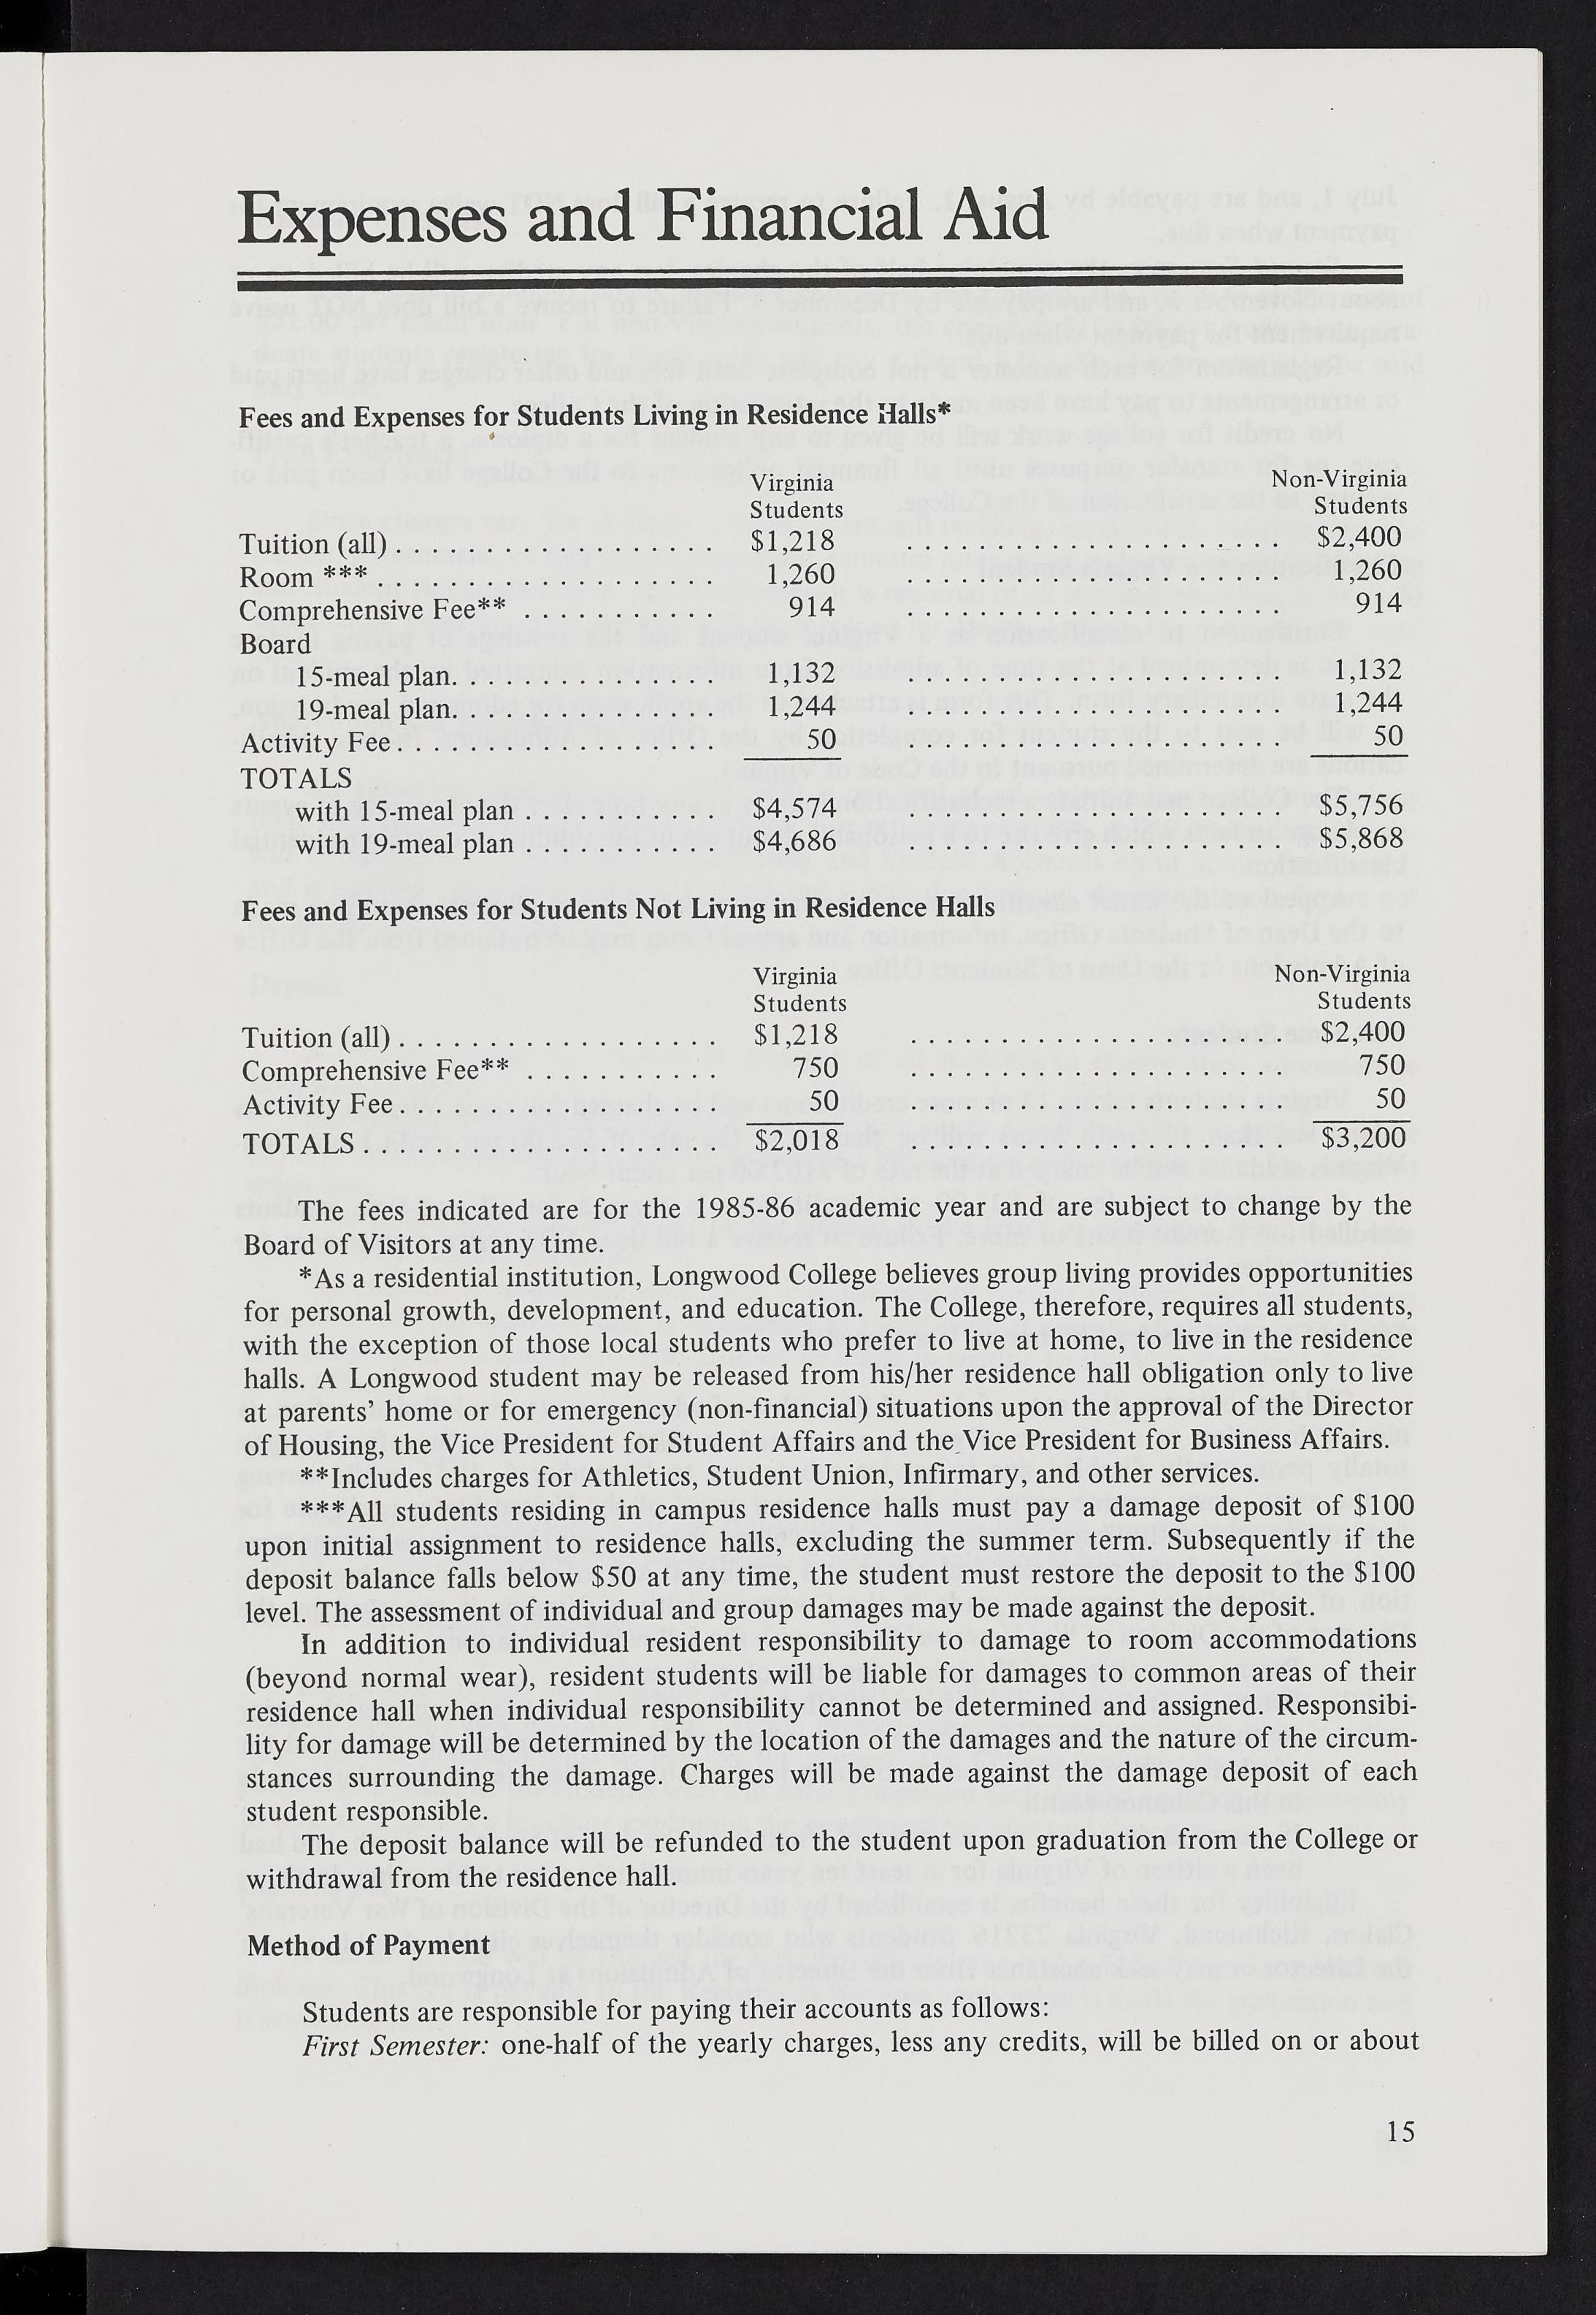 Expenses and Financial Aid
Fees and Expenses for Students Living in Residence Halls*
Virginia Non-Virginia
Students Students
Tuition (all) . . . . . . . . . . . . . . . . . . $1,218 . . . . . . . . . . . . . . . . . . . . . $2,400
Room *** . . . . . . . . . . . . . . . . . . . 1,260 . . . . . . . . . . . . . . . . . . . . . 1,260
Comprehensive Fee** . . . . . . . . . . . 914 . . . . . . . . . . . . . . . . . . . . . 914
Board
15-meal plan. . . . . . . . . . . . . . . 1,132 . . . . . . . . . . . . . . . . . . . . . 1,132
19-meal plan. . . . . . . . . . . . . . . 1,244 . . . . . . . . . . . . . . . . . . . . . 1,244
Activity Fee. . . . . . . . . . . . . . . . . . 50 . . . . . . . . . . . . . . . . . . . . . 50
TOTALS
with 15-meal plan . . . . . . . . . . . $4,574 . . . . . . . . . . . . . . . . . . . . . $5,756
with 19-meal plan . . . . . . . . . . . $4,686 . . . . . . . . . . . . . . . . . . . . . $5,868
Fees and Expenses for Students Not Living in Residence Halls
Virginia Non-Virginia
Students Students
Tuition (all) . . . . . . . . . . . . . . . . . . $1,218 . . . . . . . . . . . . . . . . . . . . . $2,400
Comprehensive Fee** . . . . . . . . . . . 750 . . . . . . . . . . . . . . . . . . . . . 750
Activity Fee. . . . . . . . . . . . . . . . . . 50 . . . . . . . . . . . . . . . . . . . . . 50
TOTALS . . . . . . . . . . . . . . . . . . . . $2,018 . . . . . . . . . . . . . . . . . . . . . $3,200
The fees indicated are for the 1985-86 academic year and are subject to change by the
Board of Visitors at any time.
*As a residential institution, Longwood College believes group living provides opportunities
for personal growth, development, and education. The College, therefore, requires all students,
with the exception of those local students who prefer to live at home, to live in the residence
halls. A Longwood student may be released from his/her residence hall obligation only to live
at parents' home or for emergency (non-financial) situations upon the approval of the Director
of Housing, the Vice President for Student Affairs and the Vice President for Business Affairs.
**Includes charges for Athletics, Student Union, Infirmary, and other services.
***All students residing in campus residence halls must pay a damage deposit of $100
upon initial assignment to residence halls, excluding the summer term. Subsequently if the
deposit balance falls below $50 at any time, the student must restore the deposit to the $100
level. The assessment of individual and group damages may be made against the deposit.
In addition to individual resident responsibility to damage to room accommodations
(beyond normal wear), resident students will be liable for damages to common areas of their
residence hall when individual responsibility cannot be determined and assigned. Responsibi-
lity for damage will be determined by the location of the damages and the nature of the circum-
stances surrounding the damage. Charges will be made against the damage deposit of each
student responsible.
The deposit balance will be refunded to the student upon graduation from the College or
withdrawal from the residence hall.
Method of Payment
Students are responsible for paying their accounts as follows:
First Semester: one-half of the yearly charges, less any credits, will be billed on or about
15